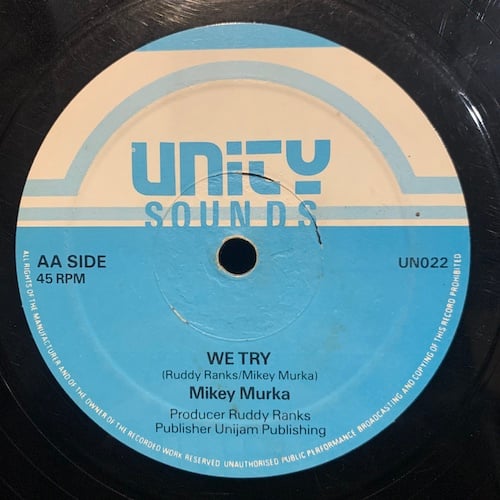 UNITY
SOUNDS
AA SIDE
45 RPM
UN022
WE TRY
(Ruddy Ranks/Mikey Murka)
Mikey Murka
Producer Ruddy Ranks
Publisher Unijam Publishing
ALL RIGHTS OF THE MANUFACTURER AND OF THE OWNER OF THE RECORDED WORK RESERVED UNAUTHORISED PUBLIC PERFORMANCE BROADCASTING AND COPYING OF THIS RECORD PROHIBITED